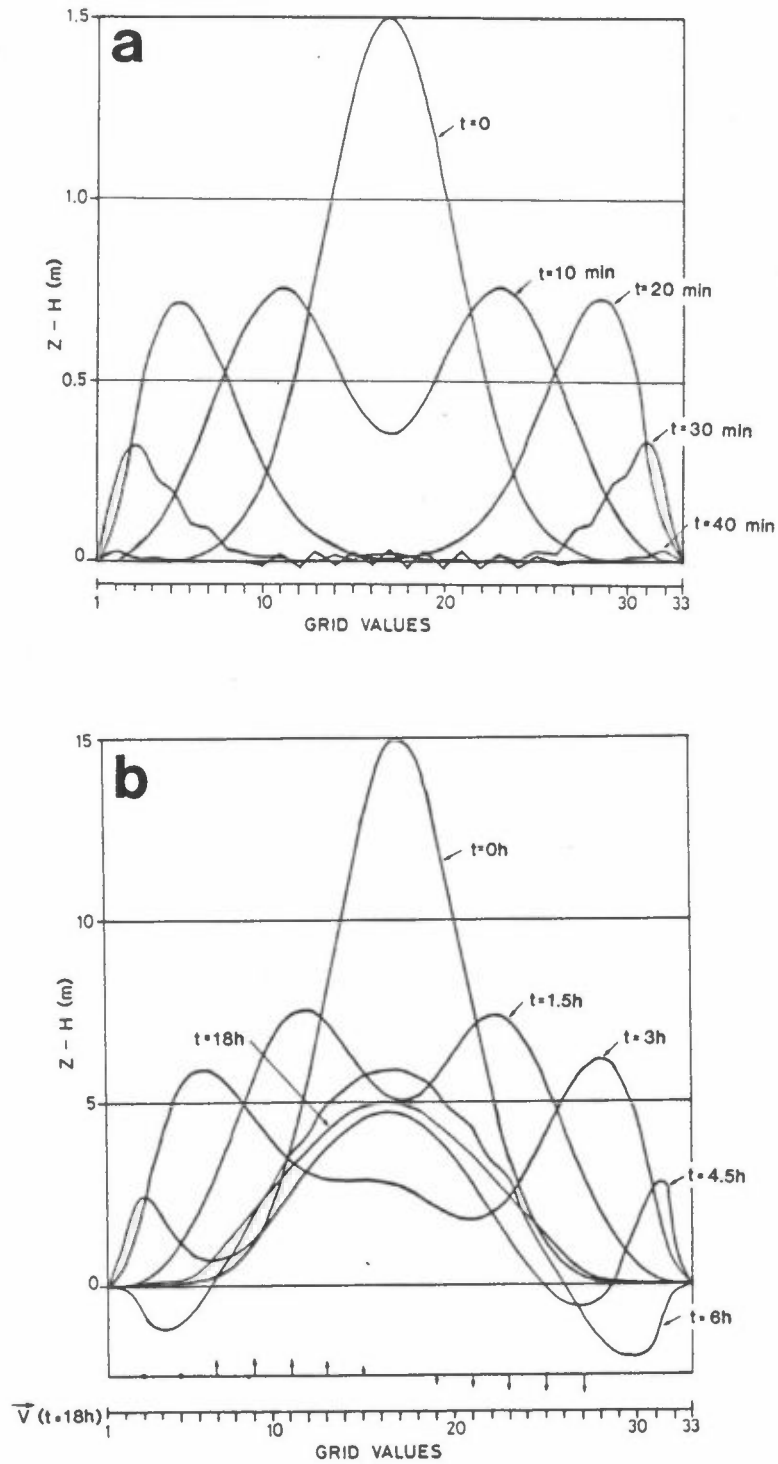 a
1.5
1.0
0.5
0
Z - H (m)
t=0
t=10 min
t=20 min
t=30 min
t=40 min
1 10 20 30 33
GRID VALUES
b
15
10
5
0
Z - H (m)
t=0h
t=1.5h
t=18h
t=3h
t=4.5h
t=6h
V (t=18h)
1 10 20 30 33
GRID VALUES